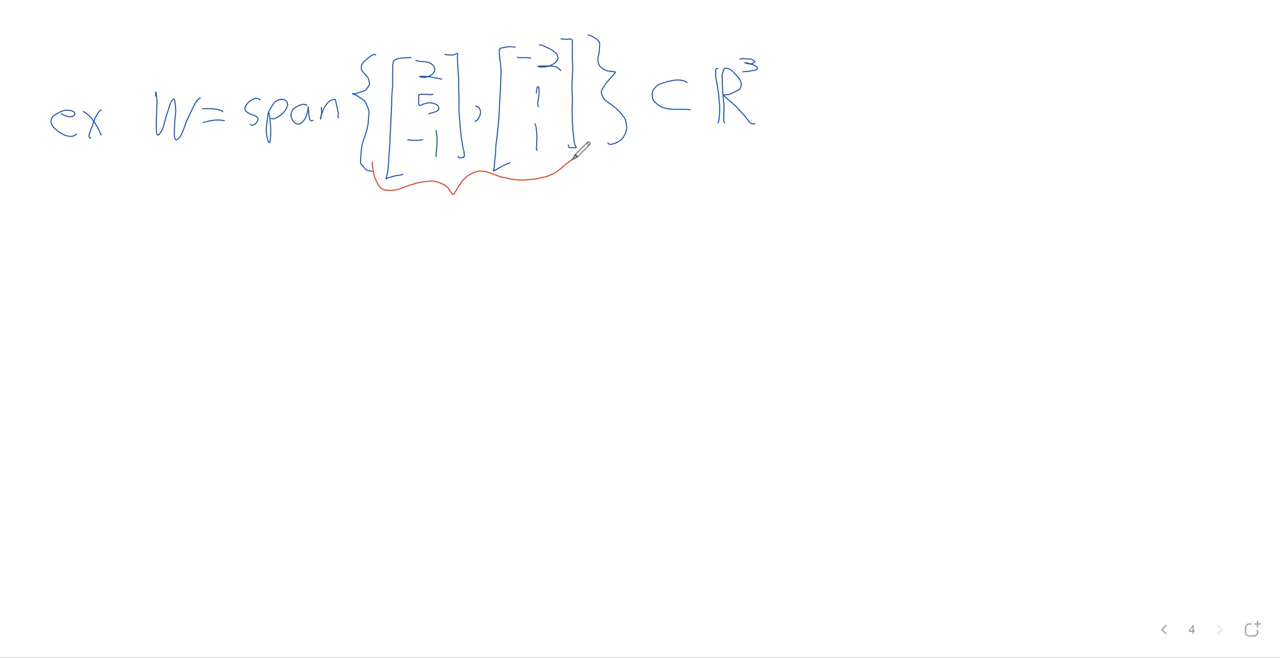 ex W = span { [2 5 -1], [-2 1 1] } ⊂ ℝ³
< 4 >